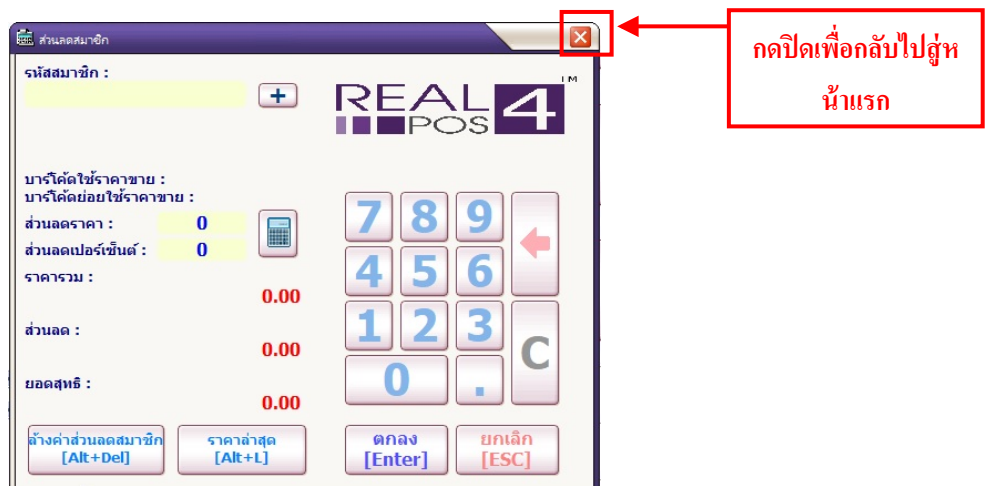 ส่วนลดสมาชิก
กดปิดเพื่อกลับไปสู่ห
น้าแรก
รหัสสมาชิก :
+
REAL
POS
4
TM
บาร์โค้ดใช้ราคาขาย :
บาร์โค้ดย่อยใช้ราคาขาย :
ส่วนลดราคา : 0
ส่วนลดเปอร์เซ็นต์ : 0
ราคารวม :
0.00
ส่วนลด :
0.00
ยอดสุทธิ :
0.00
ล้างค่าส่วนลดสมาชิก
[Alt+Del]
ราคาล่าสุด
[Alt+L]
7 8 9
4 5 6
1 2 3
C
0 .
ตกลง
[Enter]
ยกเลิก
[ESC]